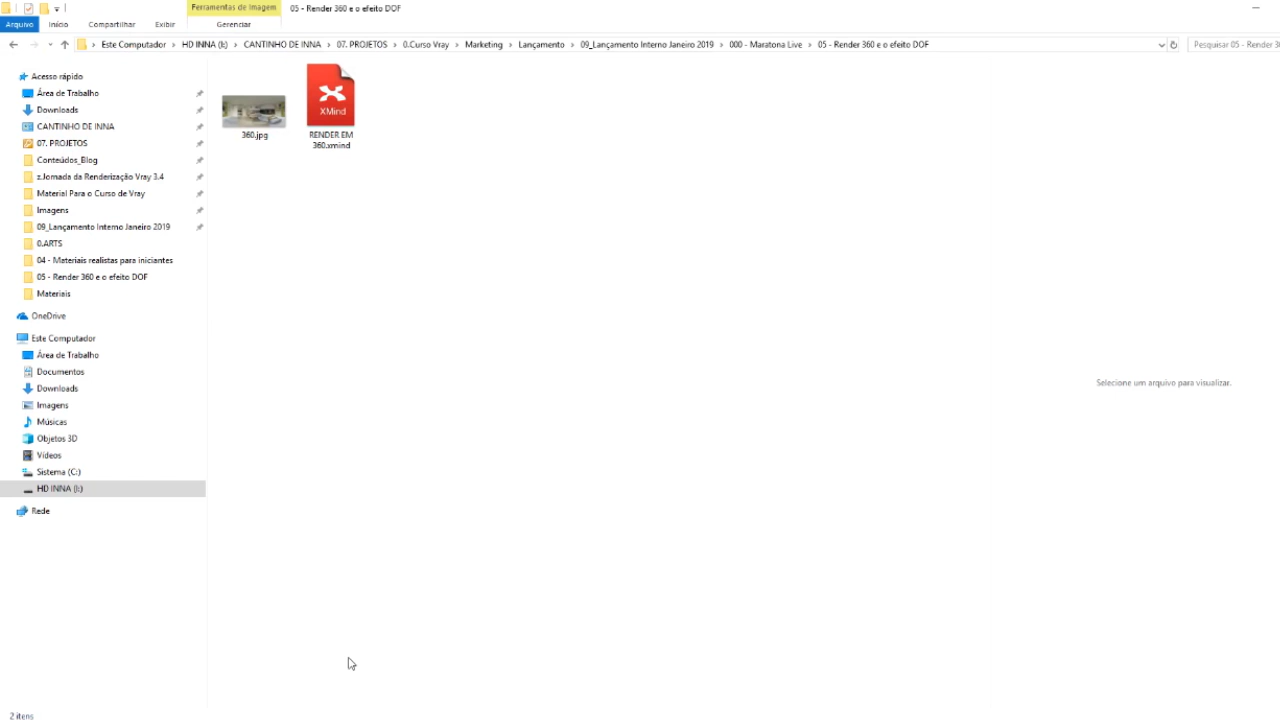 Ferramentas de Imagem
05 - Render 360 e o efeito DOF
Arquivo
Início
Compartilhar
Exibir
Gerenciar
Este Computador > HD INNA (I:) > CANTINHO DE INNA > 07. PROJETOS > 0.Curso Vray > Marketing > Lançamento > 09_Lançamento Interno Janeiro 2019 > 000 - Maratona Live > 05 - Render 360 e o efeito DOF
Pesquisar 05 - Render 3
Acesso rápido
Área de Trabalho
Downloads
CANTINHO DE INNA
07. PROJETOS
Conteúdos_Blog
z.Jornada da Renderização Vray 3.4
Material Para o Curso de Vray
Imagens
09_Lançamento Interno Janeiro 2019
0.ARTS
04 - Materiais realistas para iniciantes
05 - Render 360 e o efeito DOF
Materiais
OneDrive
Este Computador
Área de Trabalho
Documentos
Downloads
Imagens
Músicas
Objetos 3D
Vídeos
Sistema (C:)
HD INNA (I:)
Rede
360.jpg
XMind
RENDER EM
360.xmind
Selecione um arquivo para visualizar.
2 itens